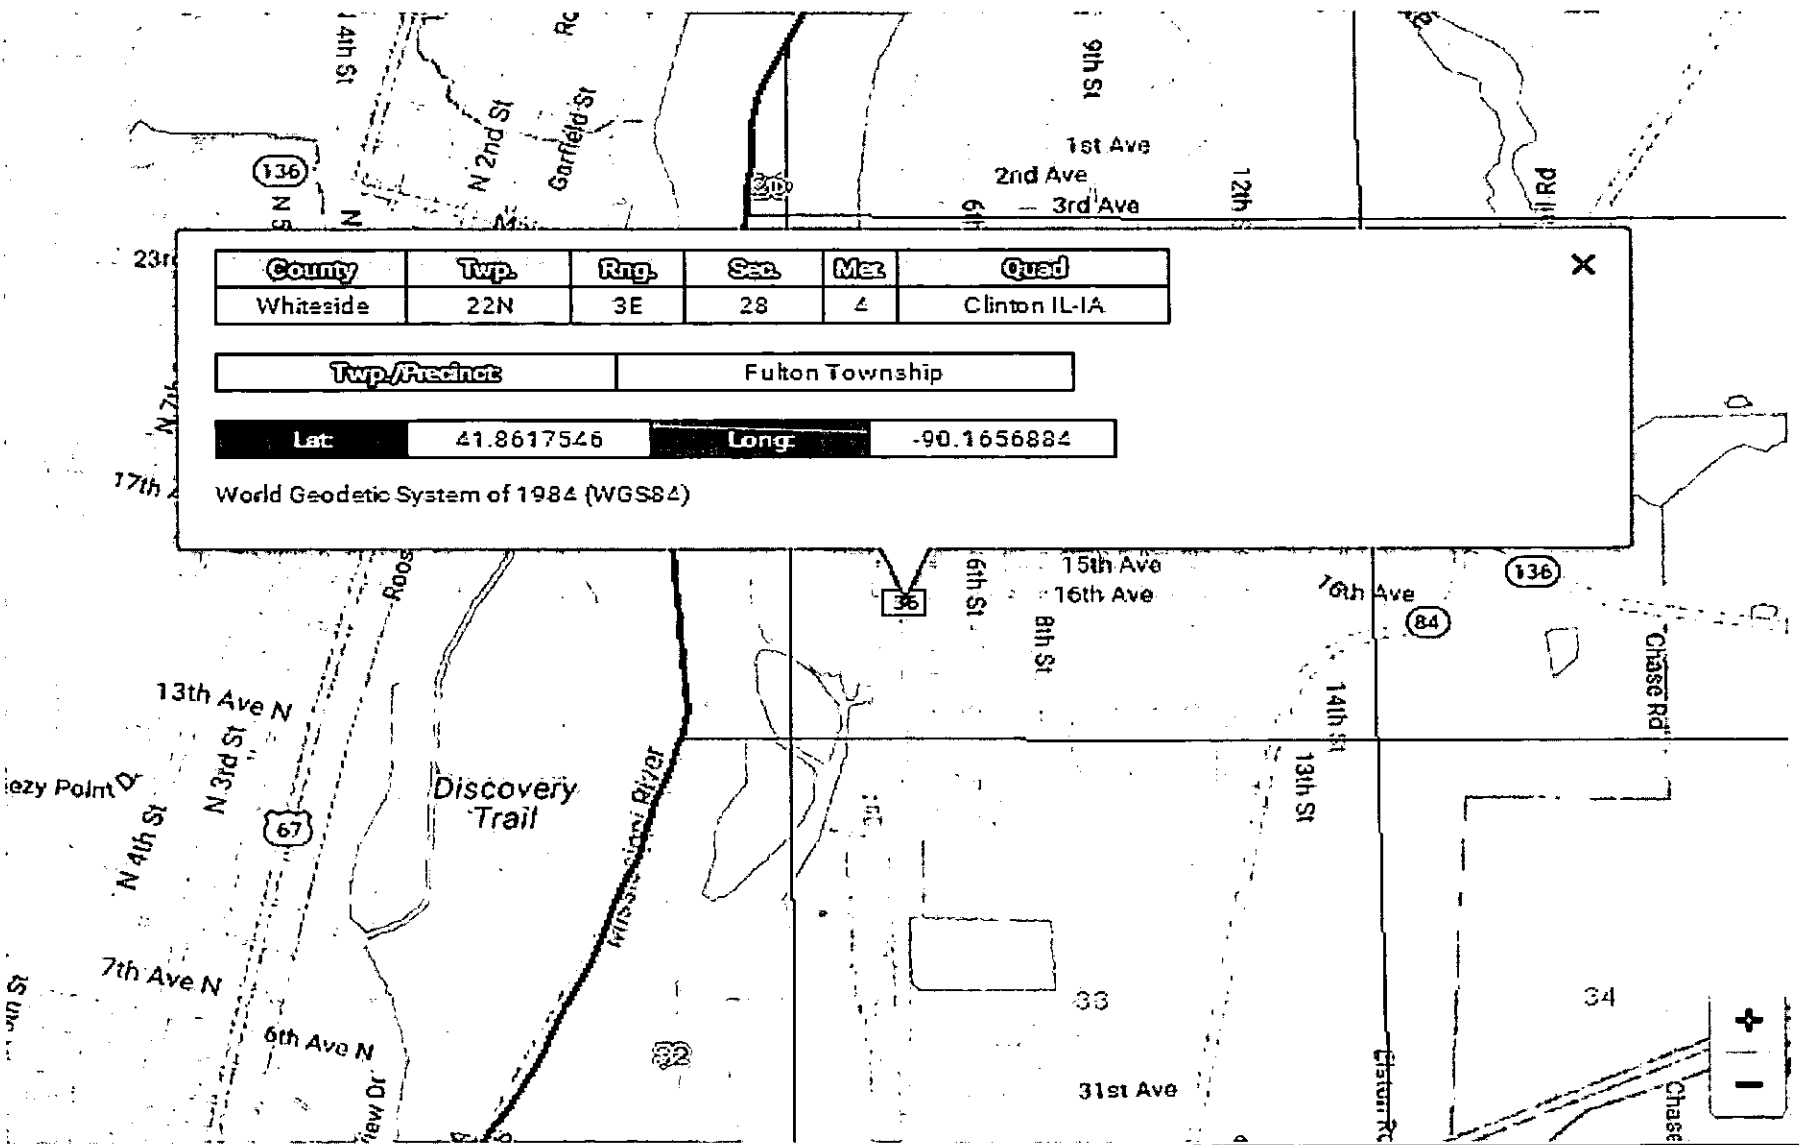 14th St
9th St
N 2nd St
Garfield St
1st Ave
136
2nd Ave
3rd Ave
County Twp. Rng. Sec. Mer. Quad
Whiteside 22N 3E 28 4 Clinton IL-IA
Twp./Precinct: Fulton Township
Lat: 41.8617546 Long: -90.1656884
17th
World Geodetic System of 1984 (WGS84)
6th St
15th Ave
16th Ave
16th Ave
136
84
8th St
Chase Rd
13th Ave N
14th St
N 3rd St
Mississippi River
13th St
Discovery
Trail
67
N 4th St
7th Ave N
33
34
6th Ave N
32
31st Ave
Chase